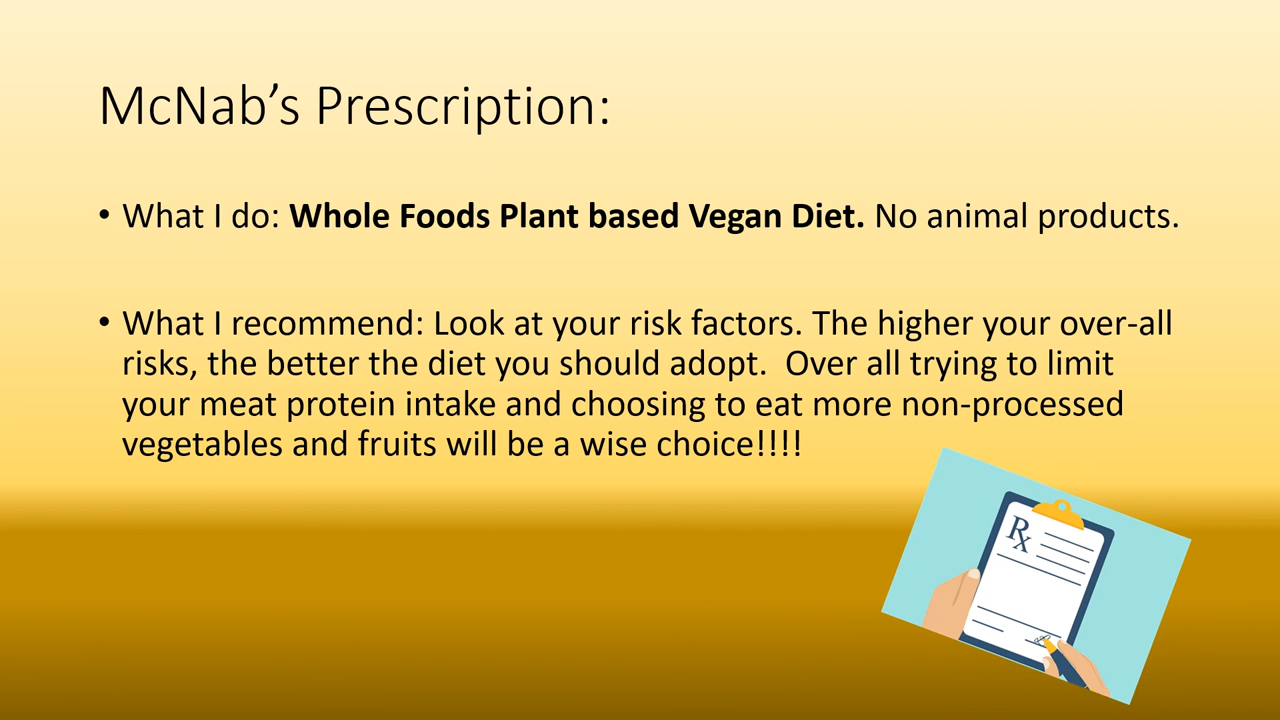 McNab’s Prescription:
• What I do: Whole Foods Plant based Vegan Diet. No animal products.
• What I recommend: Look at your risk factors. The higher your over-all
risks, the better the diet you should adopt.  Over all trying to limit
your meat protein intake and choosing to eat more non-processed
vegetables and fruits will be a wise choice!!!!
Rx